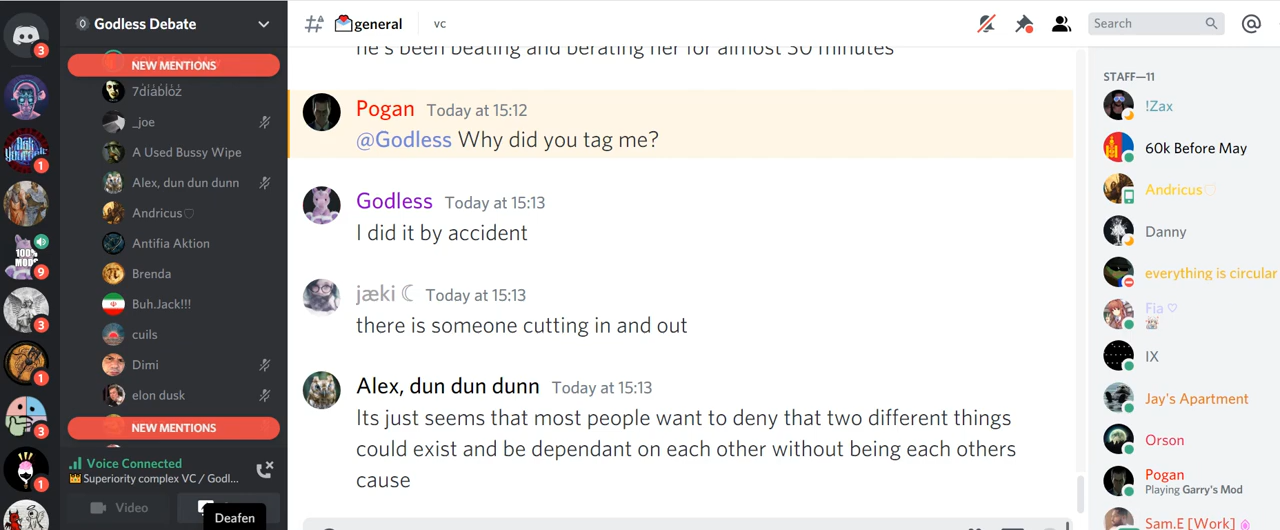 3
1
9
3
1
3
1
Godless Debate
NEW MENTIONS
_joe
A Used Bussy Wipe
Alex, dun dun dunn
Andricus♡
Antifia Aktion
Brenda
Buh.Jack!!!
cuils
Dimi
elon dusk
NEW MENTIONS
Voice Connected
Superiority complex VC / Godl...
Video
Deafen
general
vc
Search
he's been beating and berating her for almost 30 minutes
Pogan Today at 15:12
@Godless Why did you tag me?
Godless Today at 15:13
I did it by accident
jæki ☾ Today at 15:13
there is someone cutting in and out
Alex, dun dun dunn Today at 15:13
Its just seems that most people want to deny that two different things
could exist and be dependant on each other without being each others
cause
STAFF—11
!Zax
60k Before May
Andricus♡
Danny
everything is circular
Fia ♡
IX
Jay's Apartment
Orson
Pogan
Playing Garry's Mod
Sam.E [Work]